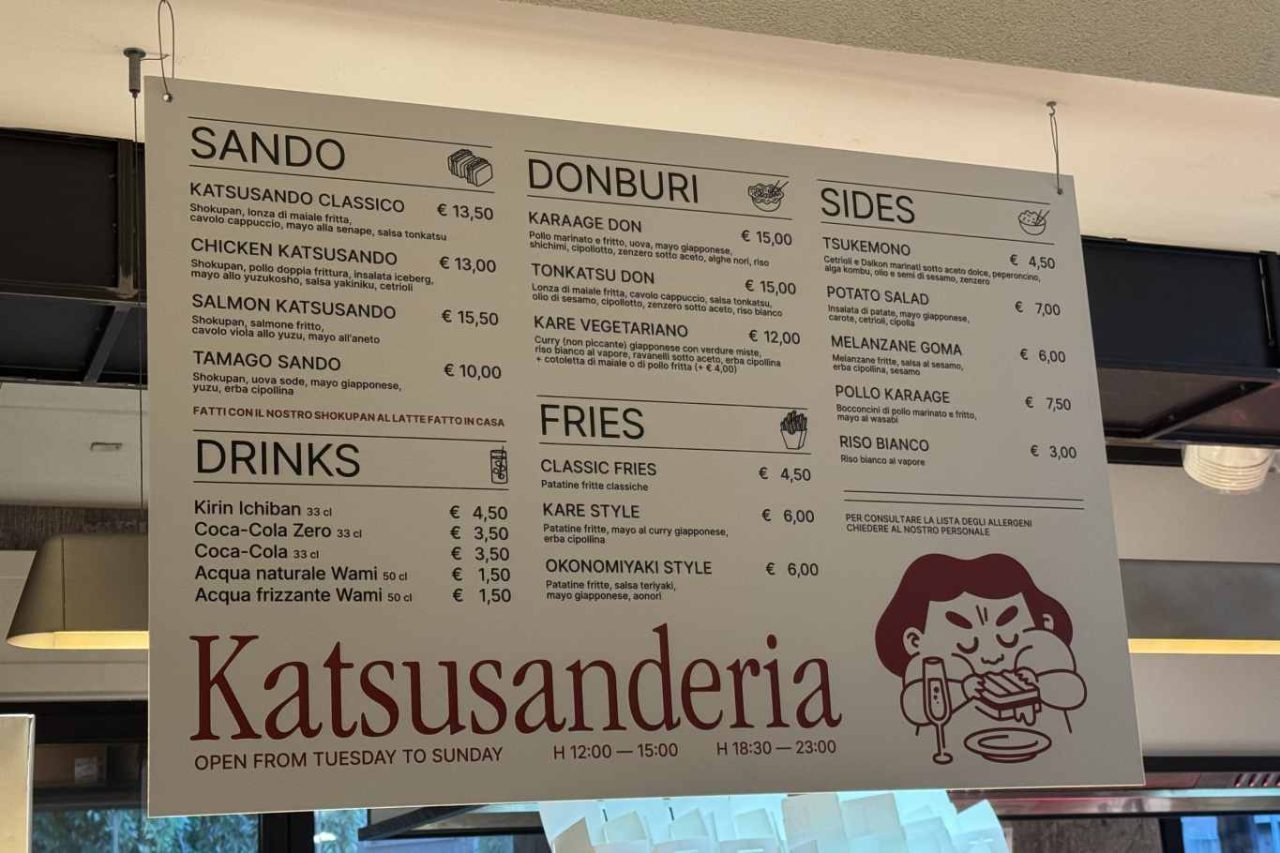 SANDO
KATSUSANDO CLASSICO € 13,50
Shokupan, lonza di maiale fritta,
cavolo cappuccio, mayo alla senape, salsa tonkatsu
CHICKEN KATSUSANDO € 13,00
Shokupan, pollo doppia frittura, insalata iceberg,
mayo allo yuzukosho, salsa yakiniku, cetrioli
SALMON KATSUSANDO € 15,50
Shokupan, salmone fritto,
cavolo viola allo yuzu, mayo all'aneto
TAMAGO SANDO € 10,00
Shokupan, uova sode, mayo giapponese,
yuzu, erba cipollina
FATTI CON IL NOSTRO SHOKUPAN AL LATTE FATTO IN CASA
DRINKS
Kirin Ichiban 33 cl € 4,50
Coca-Cola Zero 33 cl € 3,50
Coca-Cola 33 cl € 3,50
Acqua naturale Wami 50 cl € 1,50
Acqua frizzante Wami 50 cl € 1,50
DONBURI
KARAAGE DON € 15,00
Pollo marinato e fritto, uova, mayo giapponese,
shichimi, cipollotto, zenzero sotto aceto, alghe nori, riso
TONKATSU DON € 15,00
Lonza di maiale fritta, cavolo cappuccio, salsa tonkatsu,
olio di sesamo, cipollotto, zenzero sotto aceto, riso bianco
KARE VEGETARIANO € 12,00
Curry (non piccante) giapponese con verdure miste,
riso bianco al vapore, ravanelli sotto aceto, erba cipollina
+ cotoletta di maiale o di pollo fritta (+ € 4,00)
FRIES
CLASSIC FRIES € 4,50
Patatine fritte classiche
KARE STYLE € 6,00
Patatine fritte, mayo al curry giapponese,
erba cipollina
OKONOMIYAKI STYLE € 6,00
Patatine fritte, salsa teriyaki,
mayo giapponese, aonori
SIDES
TSUKEMONO € 4,50
Cetrioli e Daikon marinati sotto aceto dolce, peperoncino,
alga kombu, olio e semi di sesamo, zenzero
POTATO SALAD € 7,00
Insalata di patate, mayo giapponese,
carote, cetrioli, cipolla
MELANZANE GOMA € 6,00
Melanzane fritte, salsa al sesamo,
erba cipollina, sesamo
POLLO KARAAGE € 7,50
Bocconcini di pollo marinato e fritto,
mayo al wasabi
RISO BIANCO € 3,00
Riso bianco al vapore
PER CONSULTARE LA LISTA DEGLI ALLERGENI
CHIEDERE AL NOSTRO PERSONALE
Katsusanderia
OPEN FROM TUESDAY TO SUNDAY H 12:00 — 15:00 H 18:30 — 23:00